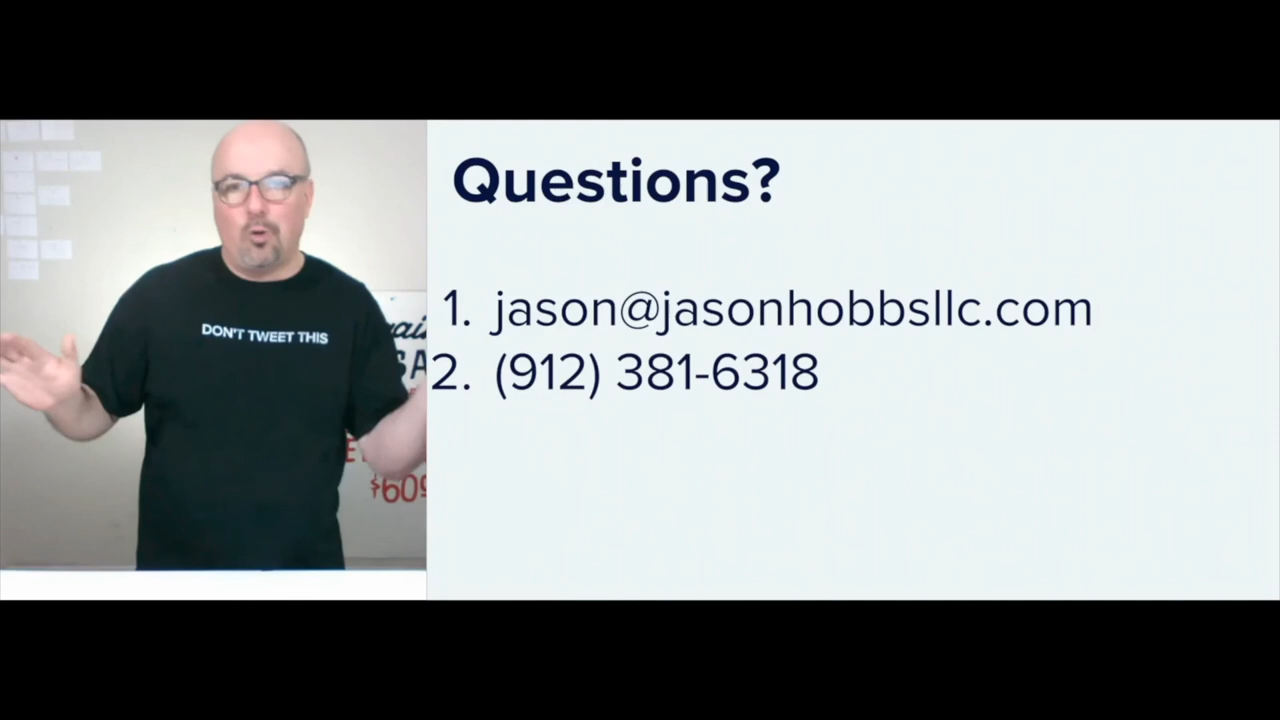 Questions?
1. jason@jasonhobbsllc.com
2. (912) 381-6318
DON'T TWEET THIS
$60